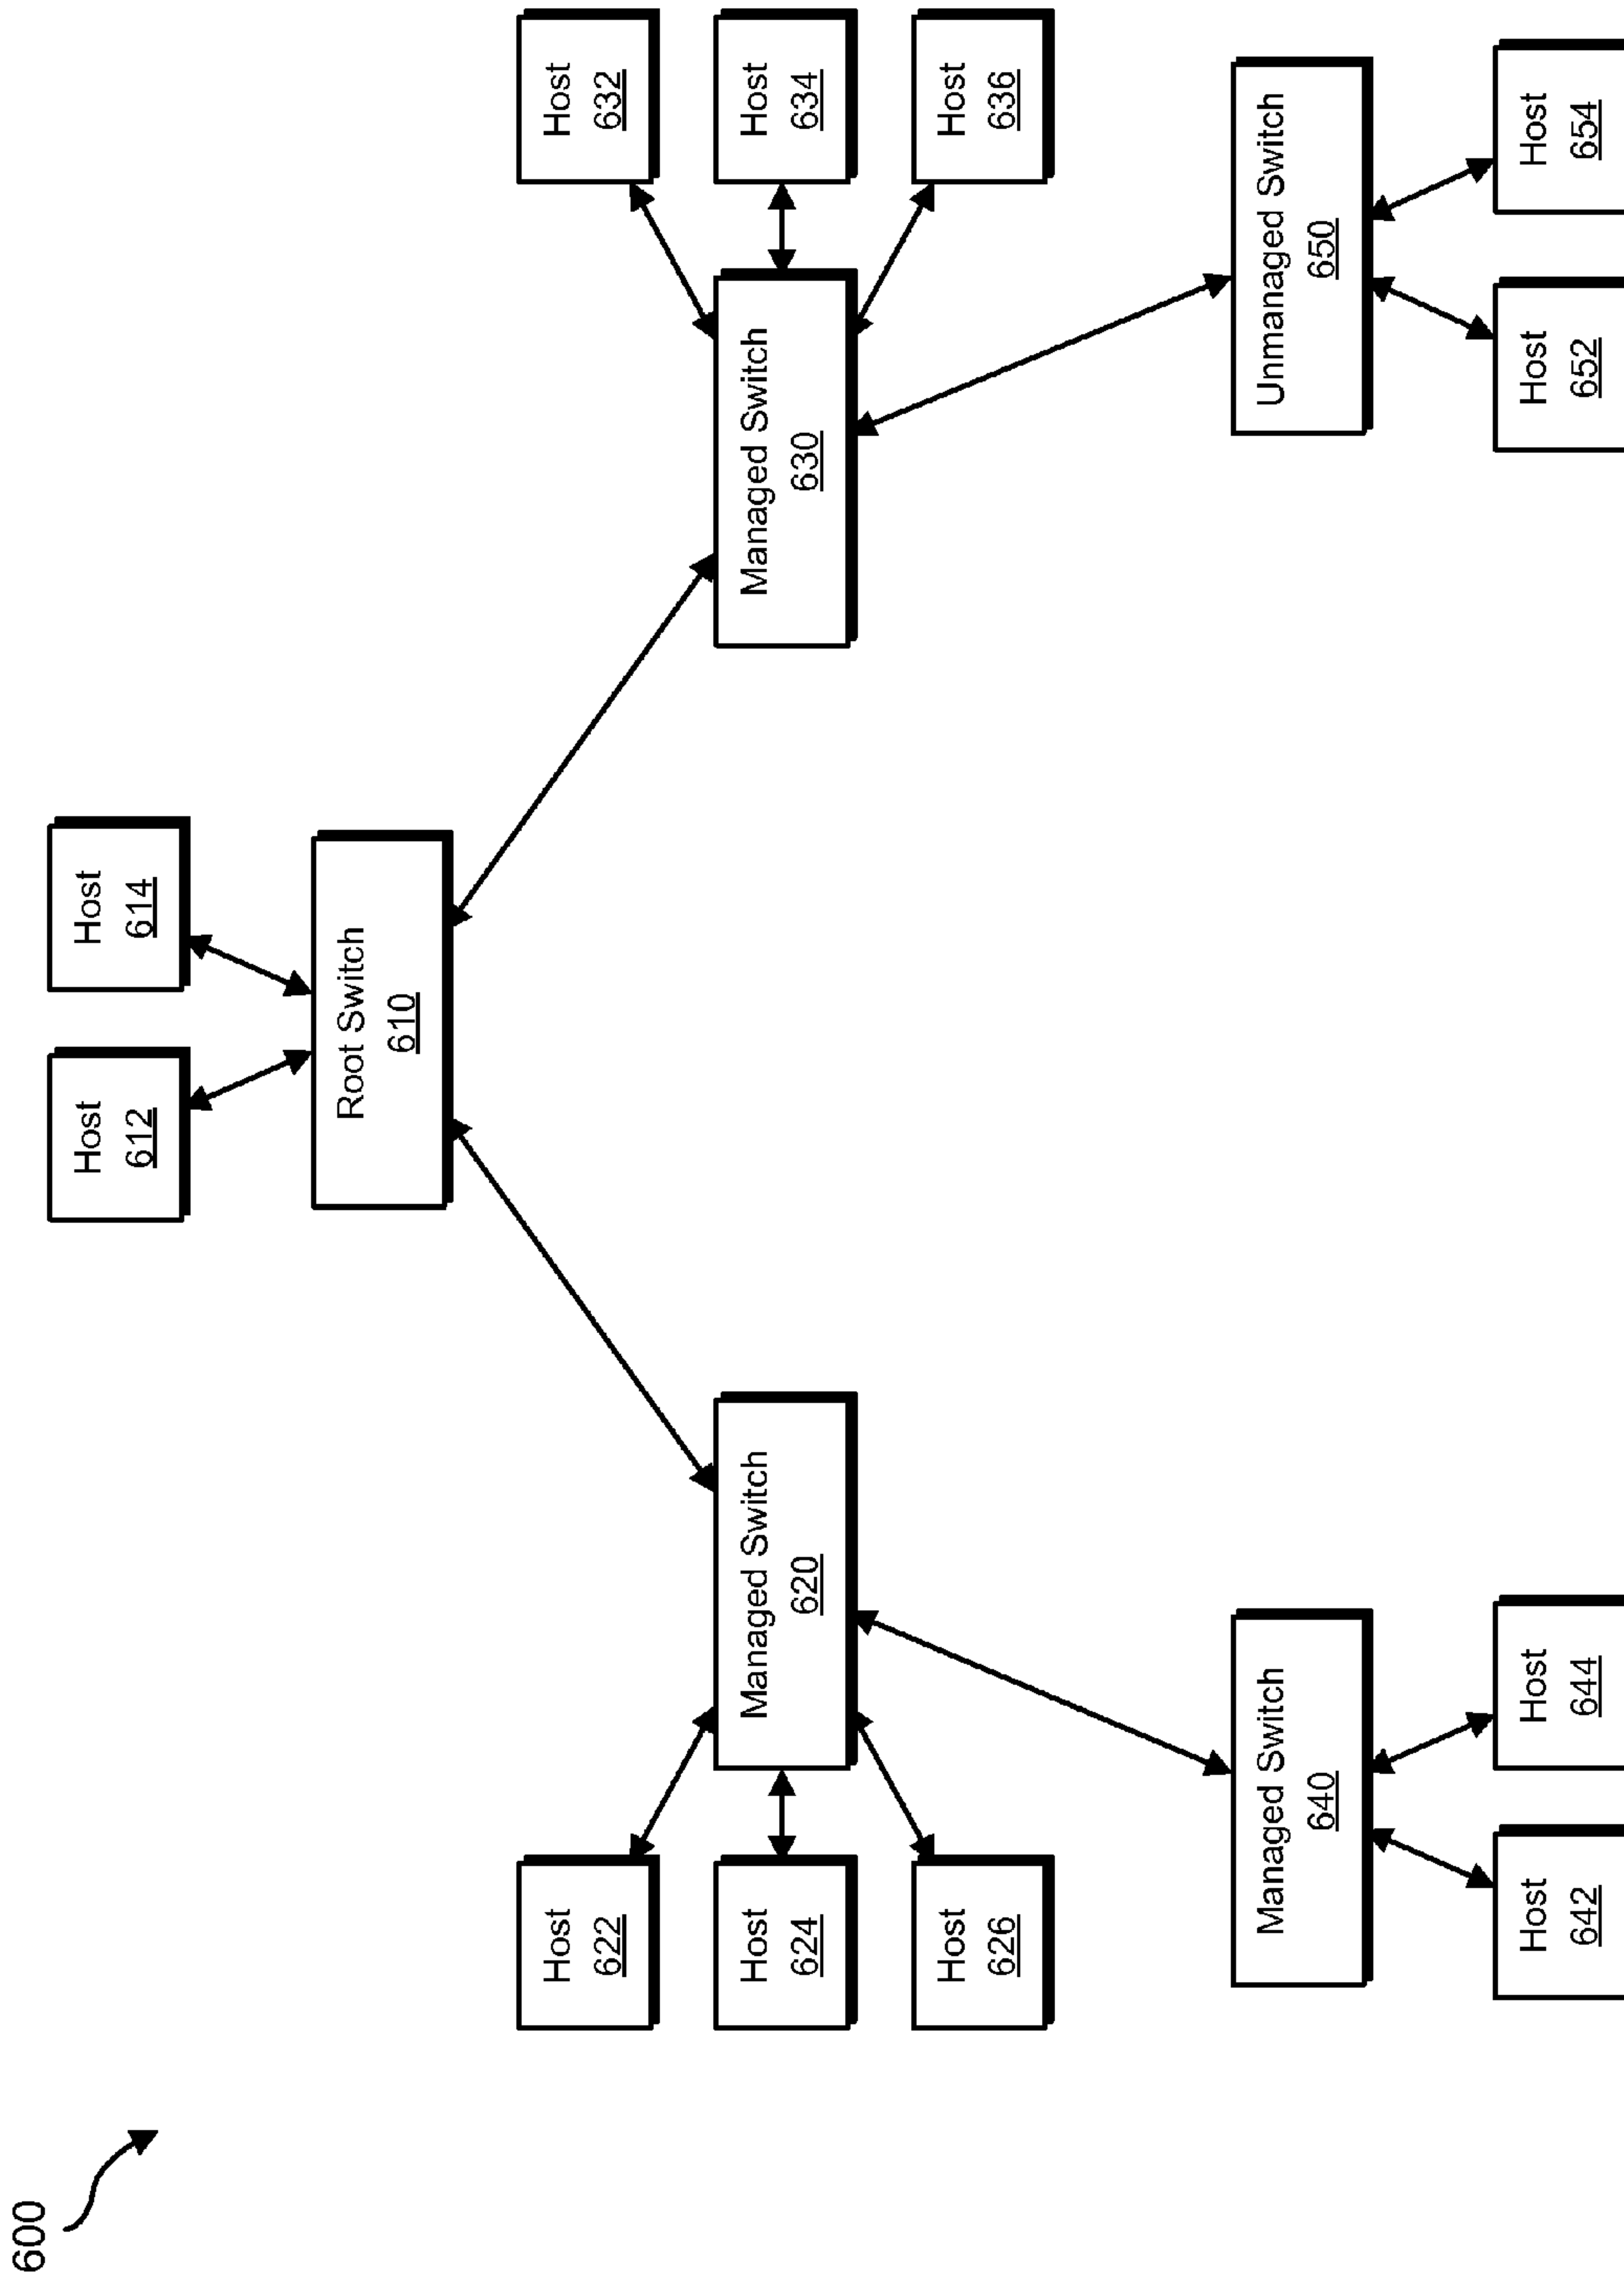 600
Host
612
Host
614
Root Switch
610
Host
622
Host
624
Host
626
Managed Switch
620
Managed Switch
630
Host
632
Host
634
Host
636
Managed Switch
640
Host
642
Host
644
Unmanaged Switch
650
Host
652
Host
654